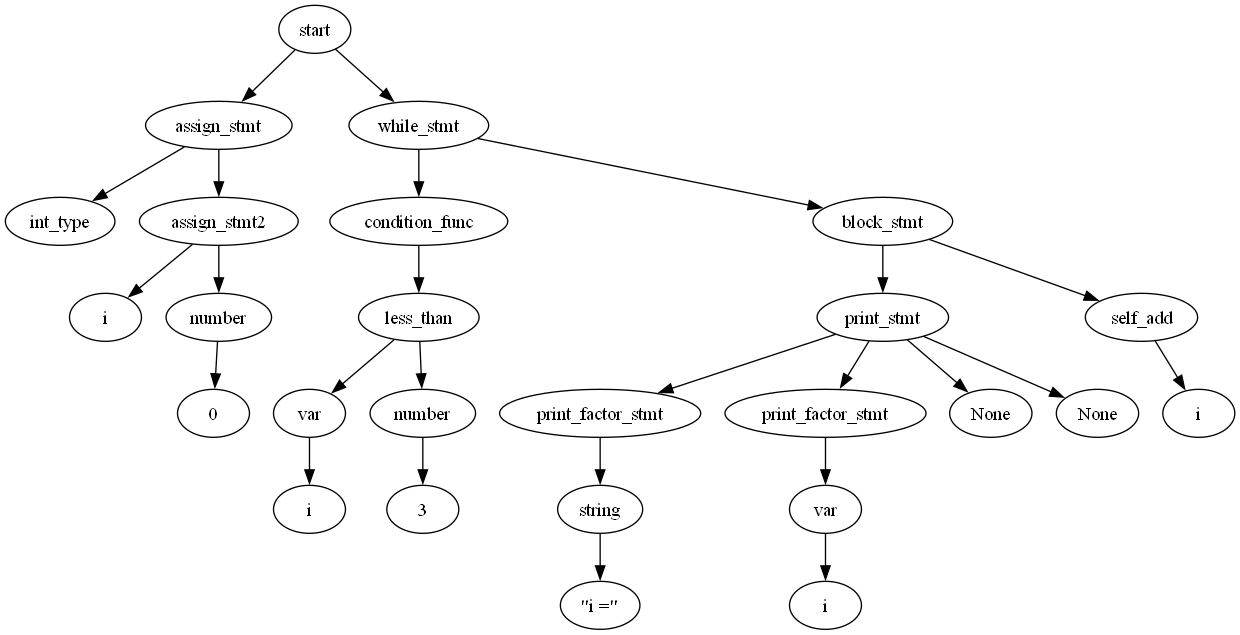 start
assign_stmt while_stmt
int_type assign_stmt2 condition_func block_stmt
i number less_than print_stmt self_add
0 var number print_factor_stmt print_factor_stmt None None i
i 3 string var
"i =" i